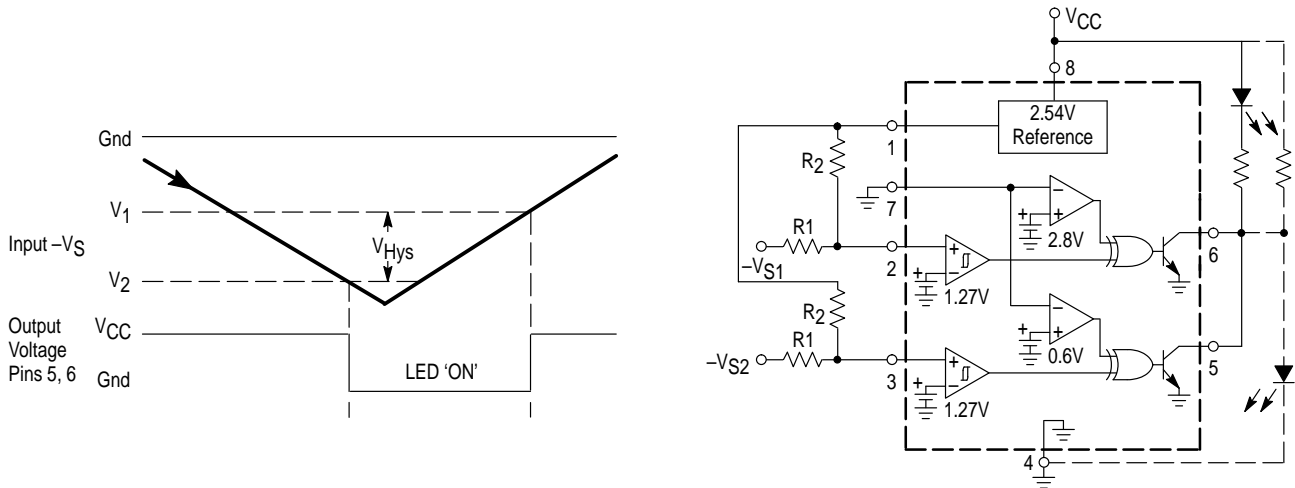 Gnd
V1
Input –VS
VHys
V2
Output
Voltage
Pins 5, 6
VCC
Gnd
LED ‘ON’
VCC
8
2.54V
Reference
1
R2
7
2.8V
R1
–VS1
2
1.27V
6
R2
R1
–VS2
3
1.27V
0.6V
5
4